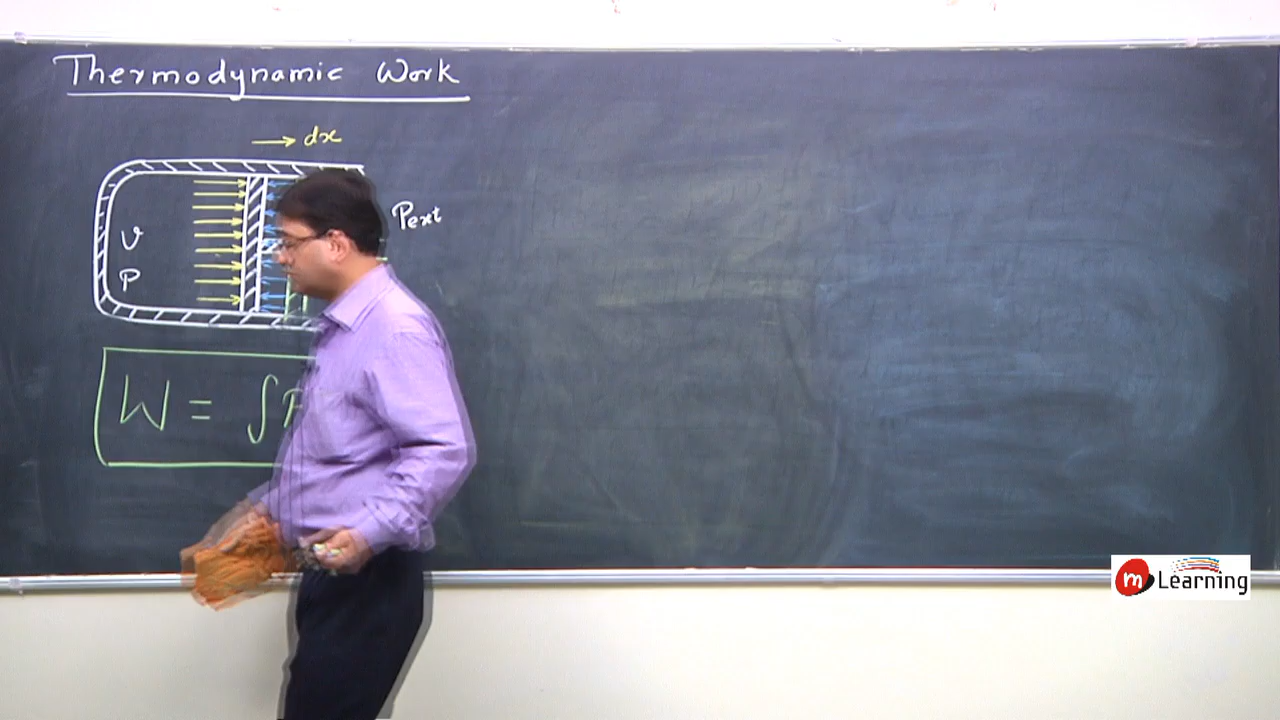 Thermodynamic Work
→ dx
Pext
V
P
W = ∫P
m Learning